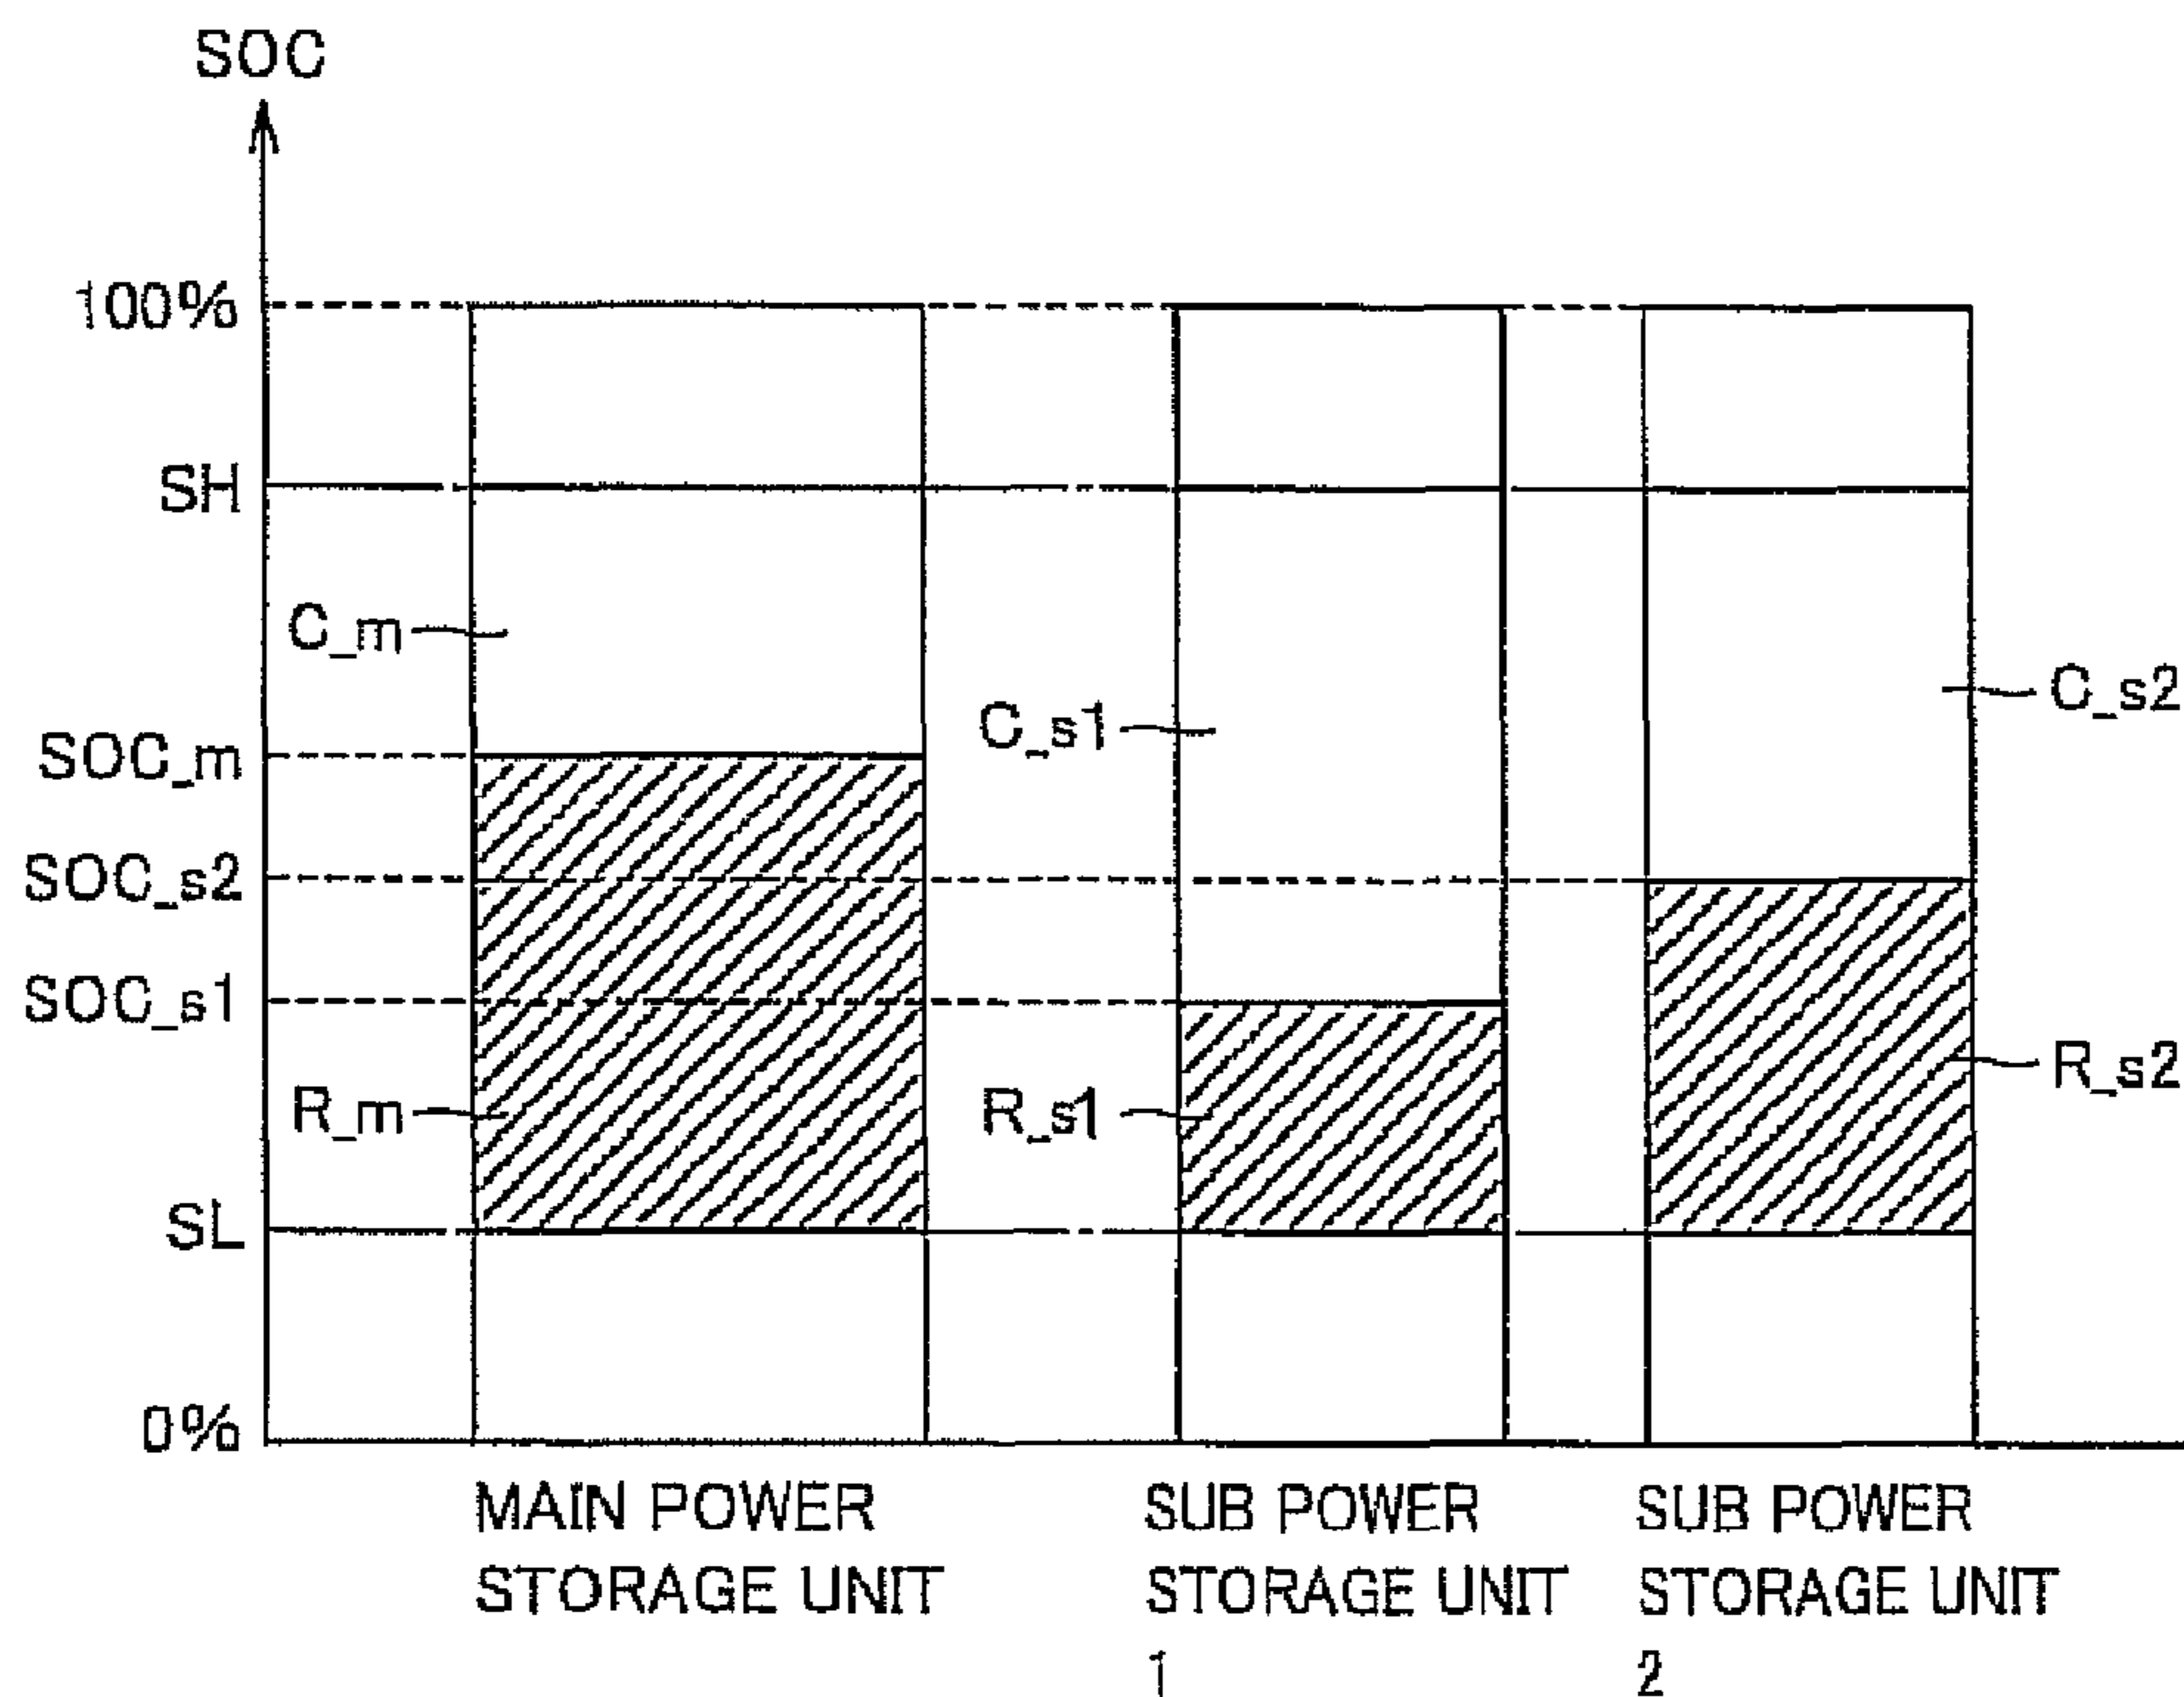 SOC
100%
SH
C_m
C_s2
C_s1
SOC_m
SOC_s2
SOC_s1
R_s2
R_m
R_s1
SL
0%
MAIN POWER
STORAGE UNIT
SUB POWER
STORAGE UNIT
1
SUB POWER
STORAGE UNIT
2